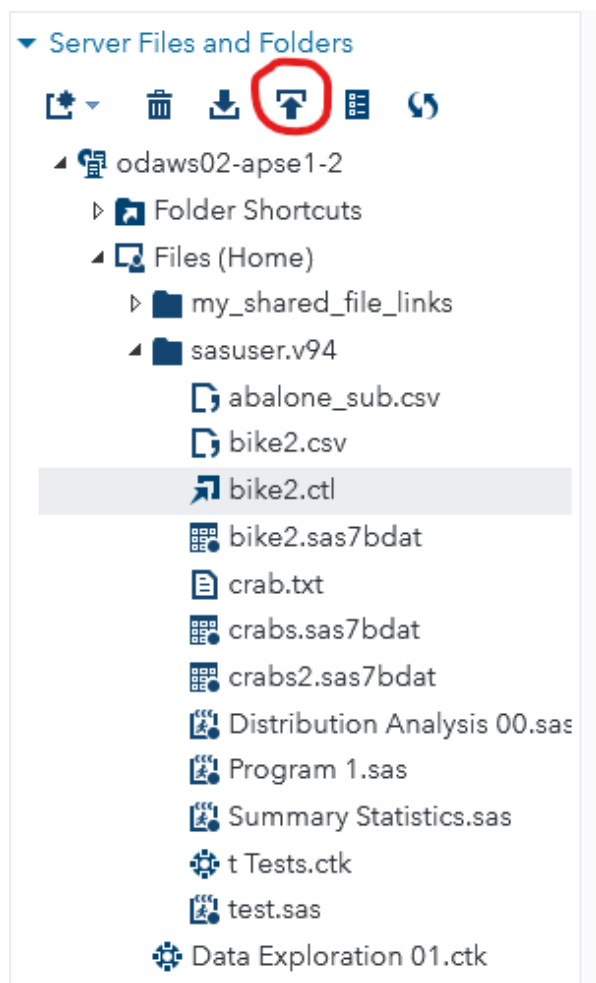 Server Files and Folders
odaws02-apse1-2
Folder Shortcuts
Files (Home)
my_shared_file_links
sasuser.v94
abalone_sub.csv
bike2.csv
bike2.ctl
bike2.sas7bdat
crab.txt
crabs.sas7bdat
crabs2.sas7bdat
Distribution Analysis 00.sas
Program 1.sas
Summary Statistics.sas
t Tests.ctk
test.sas
Data Exploration 01.ctk